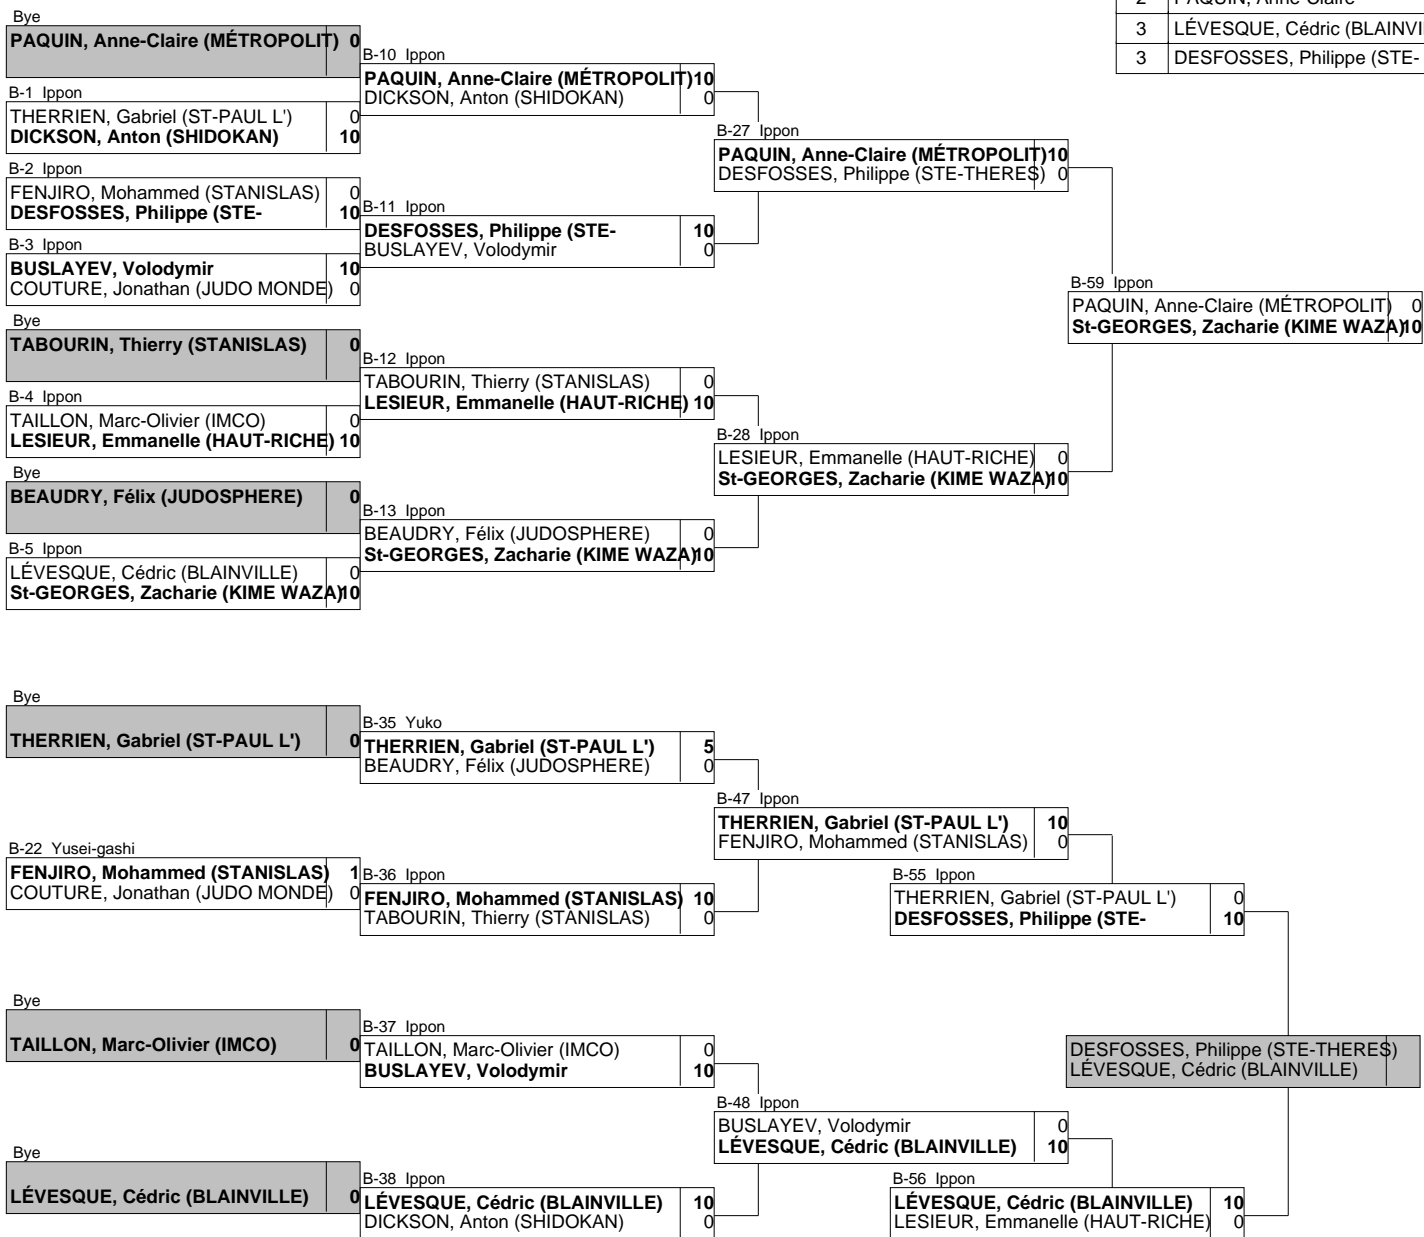 2 PAQUIN, Anne-Claire
3 LÉVESQUE, Cédric (BLAINVI
3 DESFOSSES, Philippe (STE-
Bye
PAQUIN, Anne-Claire (MÉTROPOLIT) 0
B-1 Ippon
THERRIEN, Gabriel (ST-PAUL L') 0
DICKSON, Anton (SHIDOKAN) 10
B-2 Ippon
FENJIRO, Mohammed (STANISLAS) 0
DESFOSSES, Philippe (STE- 10
B-3 Ippon
BUSLAYEV, Volodymir 10
COUTURE, Jonathan (JUDO MONDE) 0
Bye
TABOURIN, Thierry (STANISLAS) 0
B-4 Ippon
TAILLON, Marc-Olivier (IMCO) 0
LESIEUR, Emmanelle (HAUT-RICHE) 10
Bye
BEAUDRY, Félix (JUDOSPHERE) 0
B-5 Ippon
LÉVESQUE, Cédric (BLAINVILLE) 0
St-GEORGES, Zacharie (KIME WAZA) 10
B-10 Ippon
PAQUIN, Anne-Claire (MÉTROPOLIT) 10
DICKSON, Anton (SHIDOKAN) 0
B-11 Ippon
DESFOSSES, Philippe (STE- 10
BUSLAYEV, Volodymir 0
B-12 Ippon
TABOURIN, Thierry (STANISLAS) 0
LESIEUR, Emmanelle (HAUT-RICHE) 10
B-13 Ippon
BEAUDRY, Félix (JUDOSPHERE) 0
St-GEORGES, Zacharie (KIME WAZA) 10
B-27 Ippon
PAQUIN, Anne-Claire (MÉTROPOLIT) 10
DESFOSSES, Philippe (STE-THERES) 0
B-28 Ippon
LESIEUR, Emmanelle (HAUT-RICHE) 0
St-GEORGES, Zacharie (KIME WAZA) 10
B-59 Ippon
PAQUIN, Anne-Claire (MÉTROPOLIT) 0
St-GEORGES, Zacharie (KIME WAZA) 10
Bye
THERRIEN, Gabriel (ST-PAUL L') 0
B-22 Yusei-gashi
FENJIRO, Mohammed (STANISLAS) 1
COUTURE, Jonathan (JUDO MONDE) 0
Bye
TAILLON, Marc-Olivier (IMCO) 0
Bye
LÉVESQUE, Cédric (BLAINVILLE) 0
B-35 Yuko
THERRIEN, Gabriel (ST-PAUL L') 5
BEAUDRY, Félix (JUDOSPHERE) 0
B-36 Ippon
FENJIRO, Mohammed (STANISLAS) 10
TABOURIN, Thierry (STANISLAS) 0
B-37 Ippon
TAILLON, Marc-Olivier (IMCO) 0
BUSLAYEV, Volodymir 10
B-38 Ippon
LÉVESQUE, Cédric (BLAINVILLE) 10
DICKSON, Anton (SHIDOKAN) 0
B-47 Ippon
THERRIEN, Gabriel (ST-PAUL L') 10
FENJIRO, Mohammed (STANISLAS) 0
B-48 Ippon
BUSLAYEV, Volodymir 0
LÉVESQUE, Cédric (BLAINVILLE) 10
B-55 Ippon
THERRIEN, Gabriel (ST-PAUL L') 0
DESFOSSES, Philippe (STE- 10
B-56 Ippon
LÉVESQUE, Cédric (BLAINVILLE) 10
LESIEUR, Emmanelle (HAUT-RICHE) 0
DESFOSSES, Philippe (STE-THERES)
LÉVESQUE, Cédric (BLAINVILLE)